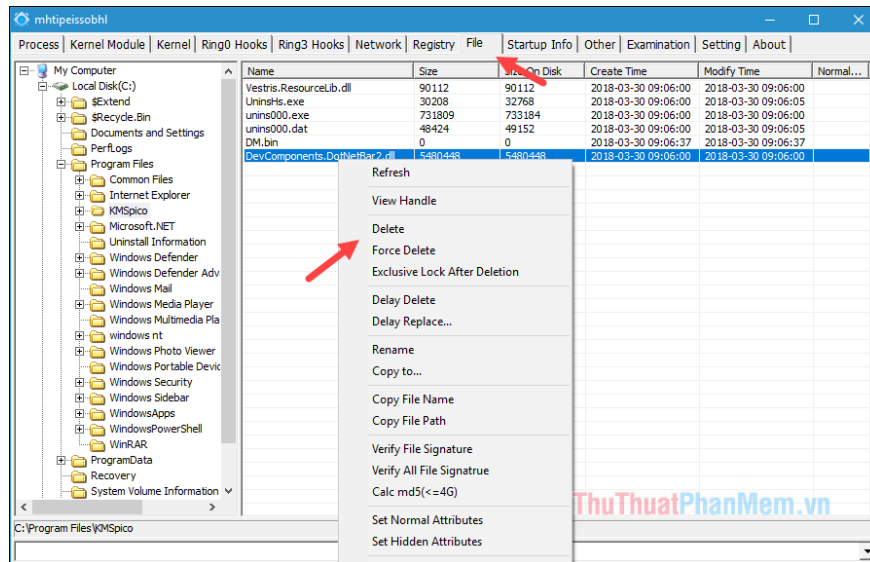 mhtipeissobhl
Process Kernel Module Kernel Ring0 Hooks Ring3 Hooks Network Registry File Startup Info Other Examination Setting About
My Computer
Local Disk(C:)
$Extend
$Recycle.Bin
Documents and Settings
PerfLogs
Program Files
Common Files
Internet Explorer
KMSpico
Microsoft.NET
Uninstall Information
Windows Defender
Windows Defender Adv
Windows Mail
Windows Media Player
Windows Multimedia Pla
windows nt
Windows Photo Viewer
Windows Portable Devic
Windows Security
Windows Sidebar
WindowsApps
WindowsPowerShell
WinRAR
ProgramData
Recovery
System Volume Information
Name Size Size On Disk Create Time Modify Time Normal...
Vestris.ResourceLib.dll 90112 90112 2018-03-30 09:06:00 2018-03-30 09:06:00
UninsHs.exe 30208 32768 2018-03-30 09:06:00 2018-03-30 09:06:05
unins000.exe 731809 733184 2018-03-30 09:06:00 2018-03-30 09:06:00
unins000.dat 48424 49152 2018-03-30 09:06:00 2018-03-30 09:06:05
DM.bin 0 0 2018-03-30 09:06:37 2018-03-30 09:06:37
DevComponents.DotNetBar2.dll 5480448 5480448 2018-03-30 09:06:00 2018-03-30 09:06:00
Refresh
View Handle
Delete
Force Delete
Exclusive Lock After Deletion
Delay Delete
Delay Replace...
Rename
Copy to...
Copy File Name
Copy File Path
Verify File Signature
Verify All File Signatrue
Calc md5(<=4G)
Set Normal Attributes
Set Hidden Attributes
ThuThuatPhanMem.vn
C:\Program Files\KMSpico